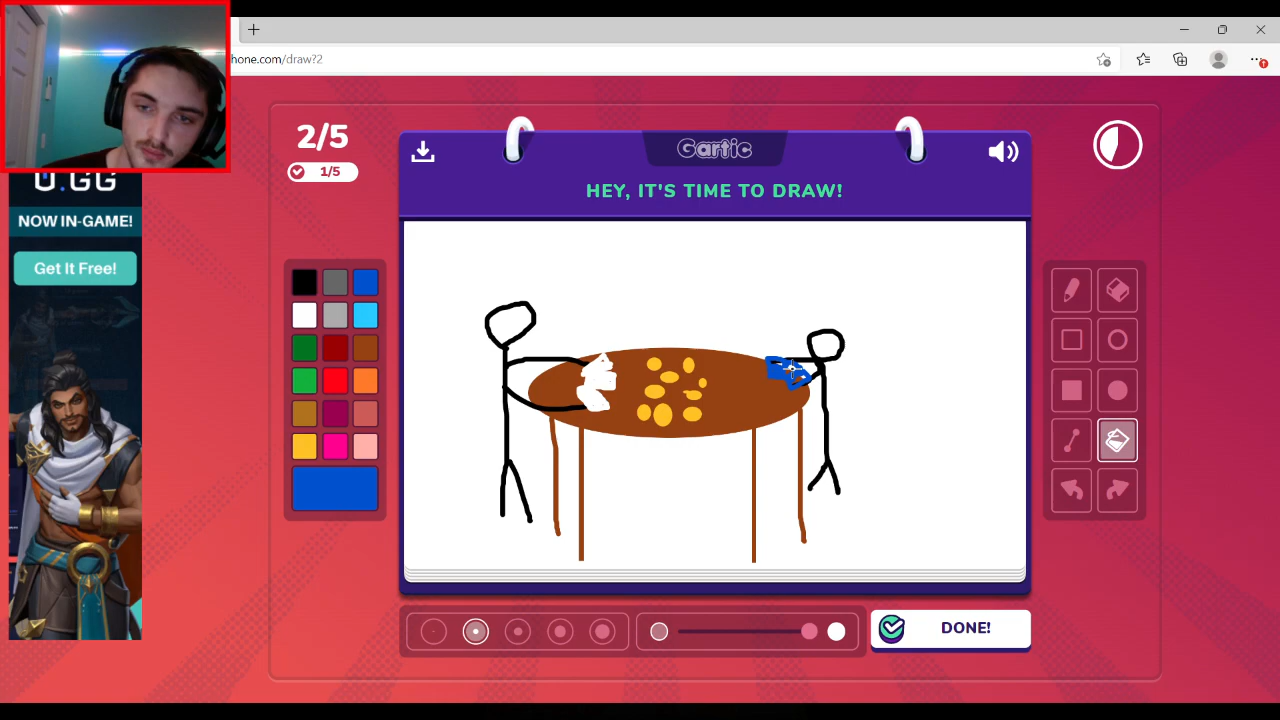 hone.com/draw?2
2/5
1/5
Gartic
HEY, IT'S TIME TO DRAW!
U.GG
NOW IN-GAME!
Get It Free!
DONE!